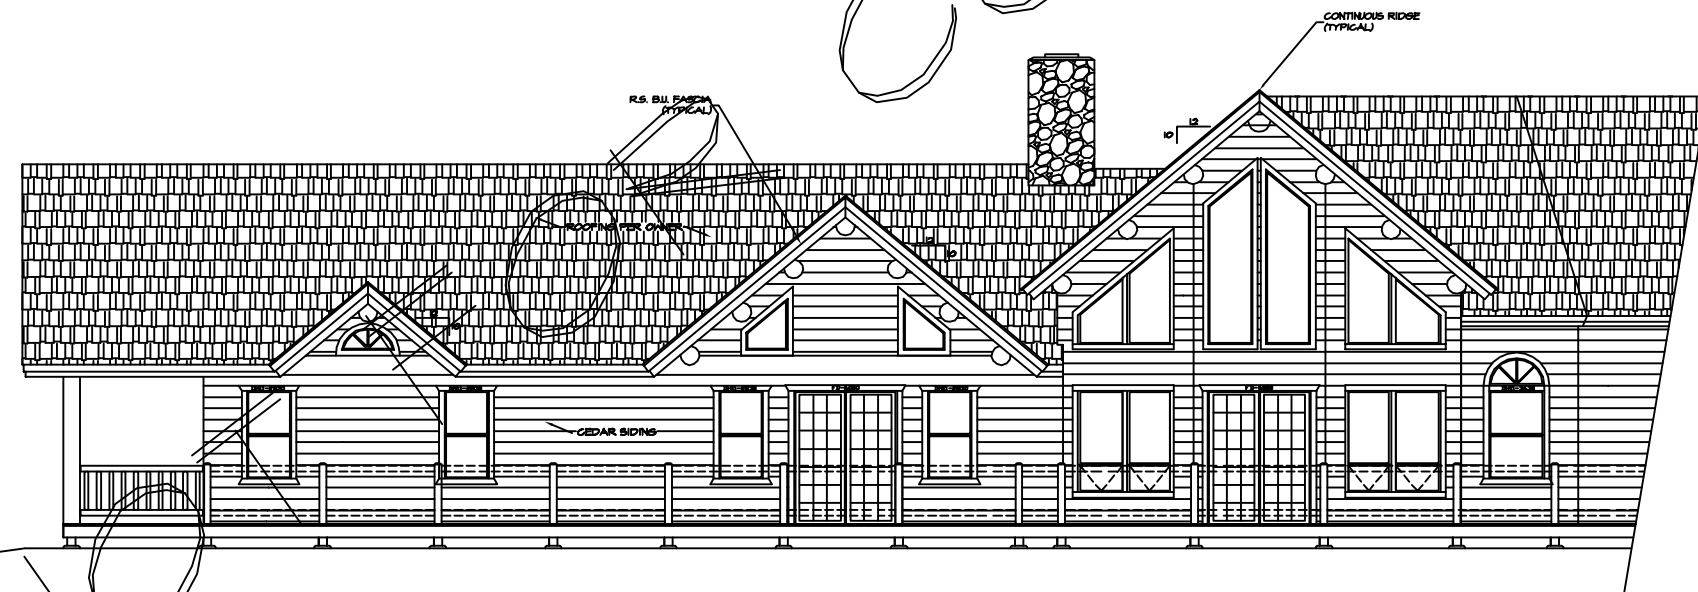 CONTINUOUS RIDGE
(TYPICAL)
R.S. B.U. FASCIA
(TYPICAL)
12
10
ROOFING PER OWNER
12
10
12
10
CEDAR SIDING